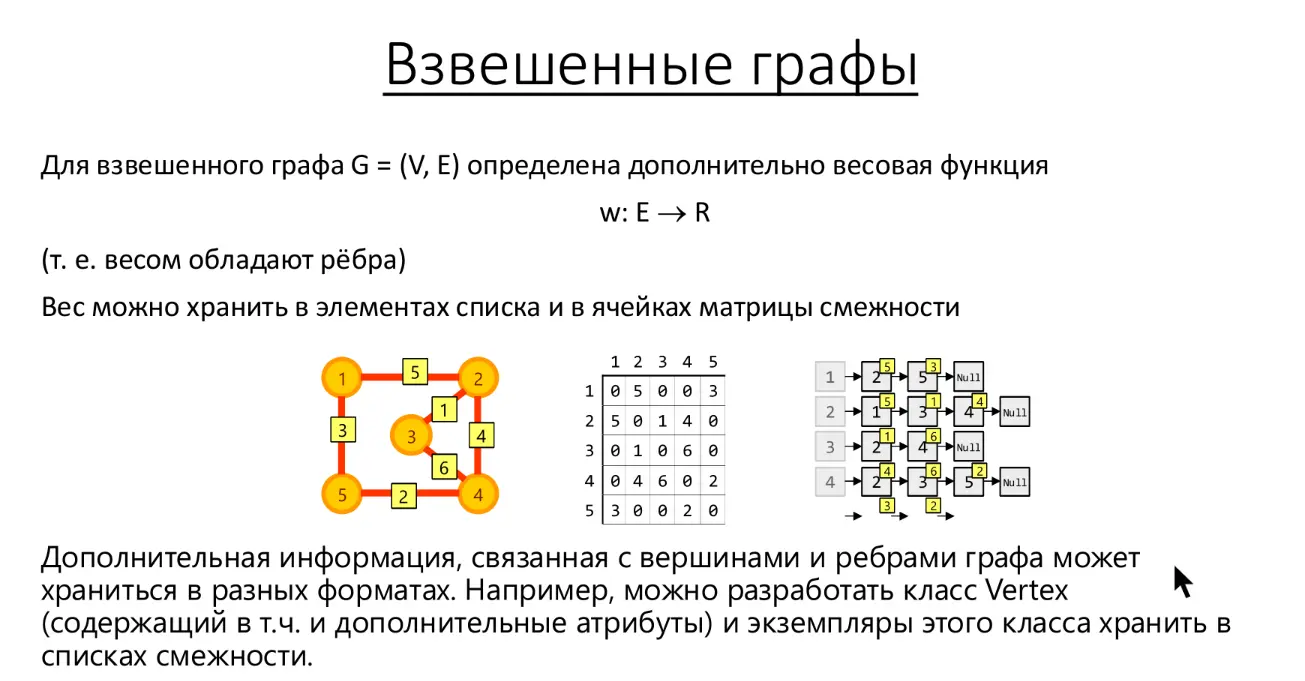 Взвешенные графы
Для взвешенного графа G = (V, E) определена дополнительно весовая функция
w: E → R
(т. е. весом обладают рёбра)
Вес можно хранить в элементах списка и в ячейках матрицы смежности
1 5 2
1
3 3 4
6
5 2 4
1 2 3 4 5
1 0 5 0 0 3
2 5 0 1 4 0
3 0 1 0 6 0
4 0 4 6 0 2
5 3 0 0 2 0
1 2 5 5 3 Null
2 1 5 3 1 4 4 Null
3 2 1 4 6 Null
4 2 4 3 6 5 2 Null
3 2
Дополнительная информация, связанная с вершинами и ребрами графа может
храниться в разных форматах. Например, можно разработать класс Vertex
(содержащий в т.ч. и дополнительные атрибуты) и экземпляры этого класса хранить в
списках смежности.